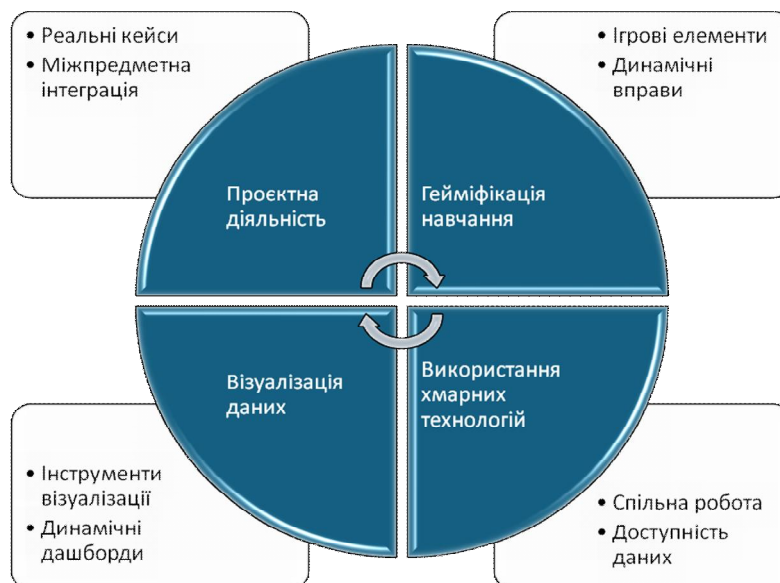 • Реальні кейси
• Міжпредметна
інтеграція
• Ігрові елементи
• Динамічні
вправи
Проєктна
діяльність
Гейміфікація
навчання
Візуалізація
даних
Використання
хмарних
технологій
• Інструменти
візуалізації
• Динамічні
дашборди
• Спільна робота
• Доступність
даних